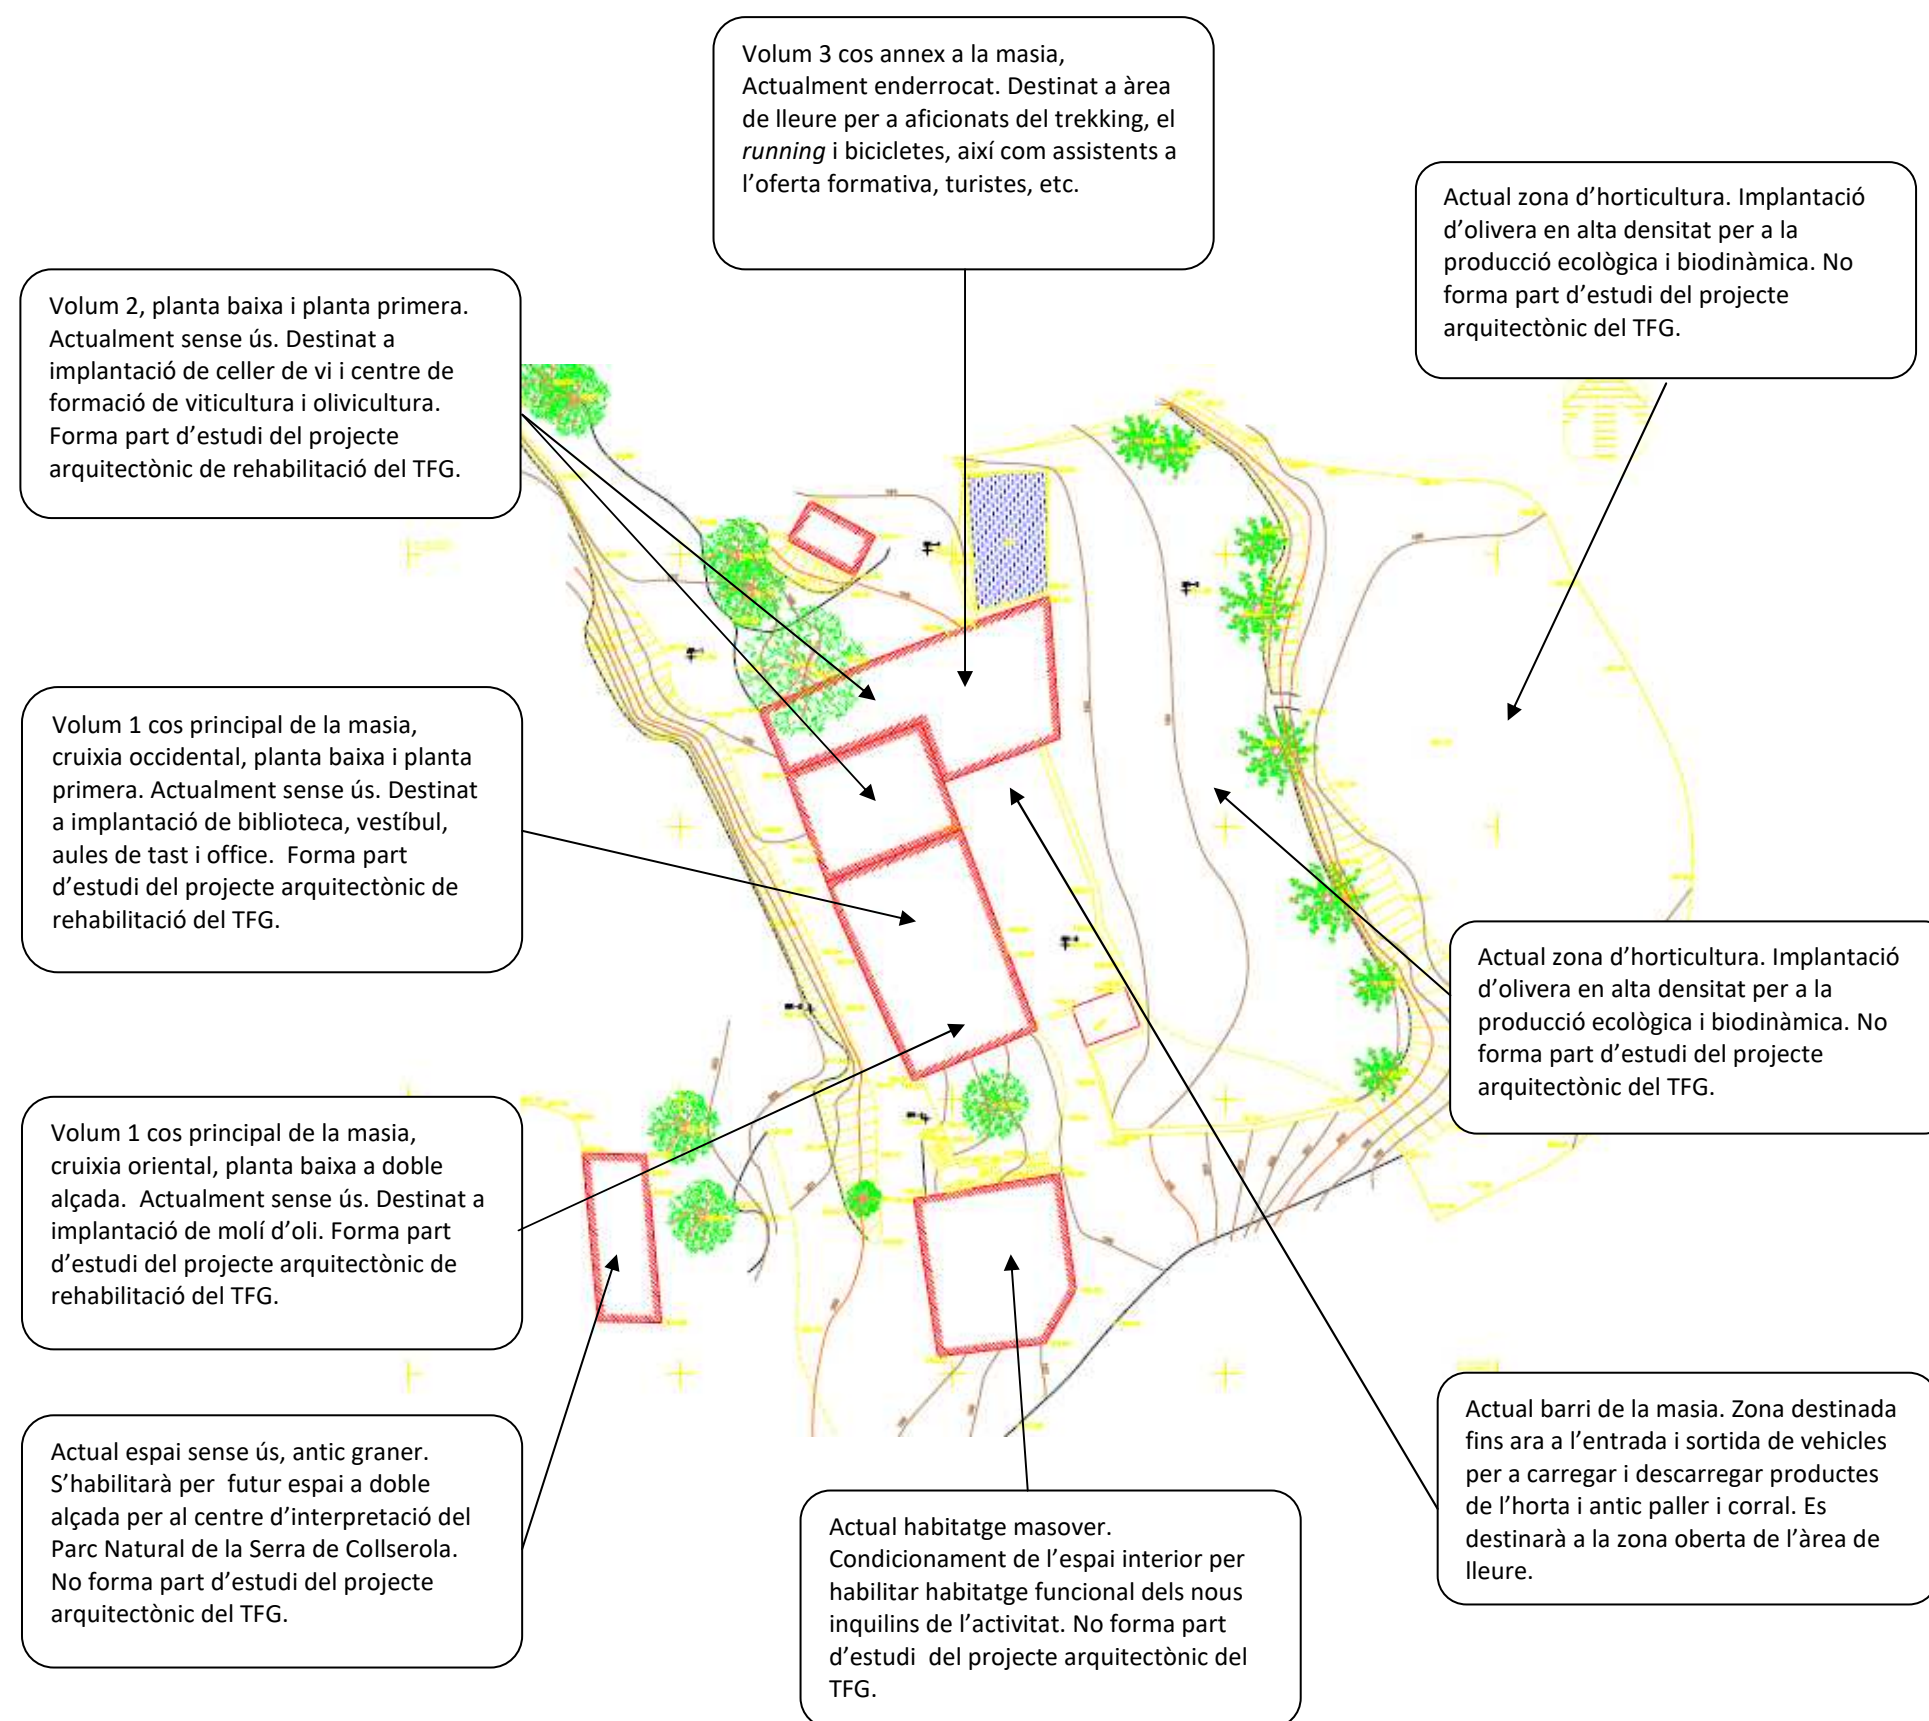 Volum 3 cos annex a la masia,
Actualment enderrocat. Destinat a àrea
de lleure per a aficionats del trekking, el
running i bicicletes, així com assistents a
l’oferta formativa, turistes, etc.
Actual zona d’horticultura. Implantació
d’olivera en alta densitat per a la
producció ecològica i biodinàmica. No
forma part d’estudi del projecte
arquitectònic del TFG.
Volum 2, planta baixa i planta primera.
Actualment sense ús. Destinat a
implantació de celler de vi i centre de
formació de viticultura i olivicultura.
Forma part d’estudi del projecte
arquitectònic de rehabilitació del TFG.
Volum 1 cos principal de la masia,
cruixia occidental, planta baixa i planta
primera. Actualment sense ús. Destinat
a implantació de biblioteca, vestíbul,
aules de tast i office.  Forma part
d’estudi del projecte arquitectònic de
rehabilitació del TFG.
Actual zona d’horticultura. Implantació
d’olivera en alta densitat per a la
producció ecològica i biodinàmica. No
forma part d’estudi del projecte
arquitectònic del TFG.
Volum 1 cos principal de la masia,
cruixia oriental, planta baixa a doble
alçada.  Actualment sense ús. Destinat a
implantació de molí d’oli. Forma part
d’estudi del projecte arquitectònic de
rehabilitació del TFG.
Actual barri de la masia. Zona destinada
fins ara a l’entrada i sortida de vehicles
per a carregar i descarregar productes
de l’horta i antic paller i corral. Es
destinarà a la zona oberta de l’àrea de
lleure.
Actual espai sense ús, antic graner.
S’habilitarà per  futur espai a doble
alçada per al centre d’interpretació del
Parc Natural de la Serra de Collserola.
No forma part d’estudi del projecte
arquitectònic del TFG.
Actual habitatge masover.
Condicionament de l’espai interior per
habilitar habitatge funcional dels nous
inquilins de l’activitat. No forma part
d’estudi  del projecte arquitectònic del
TFG.